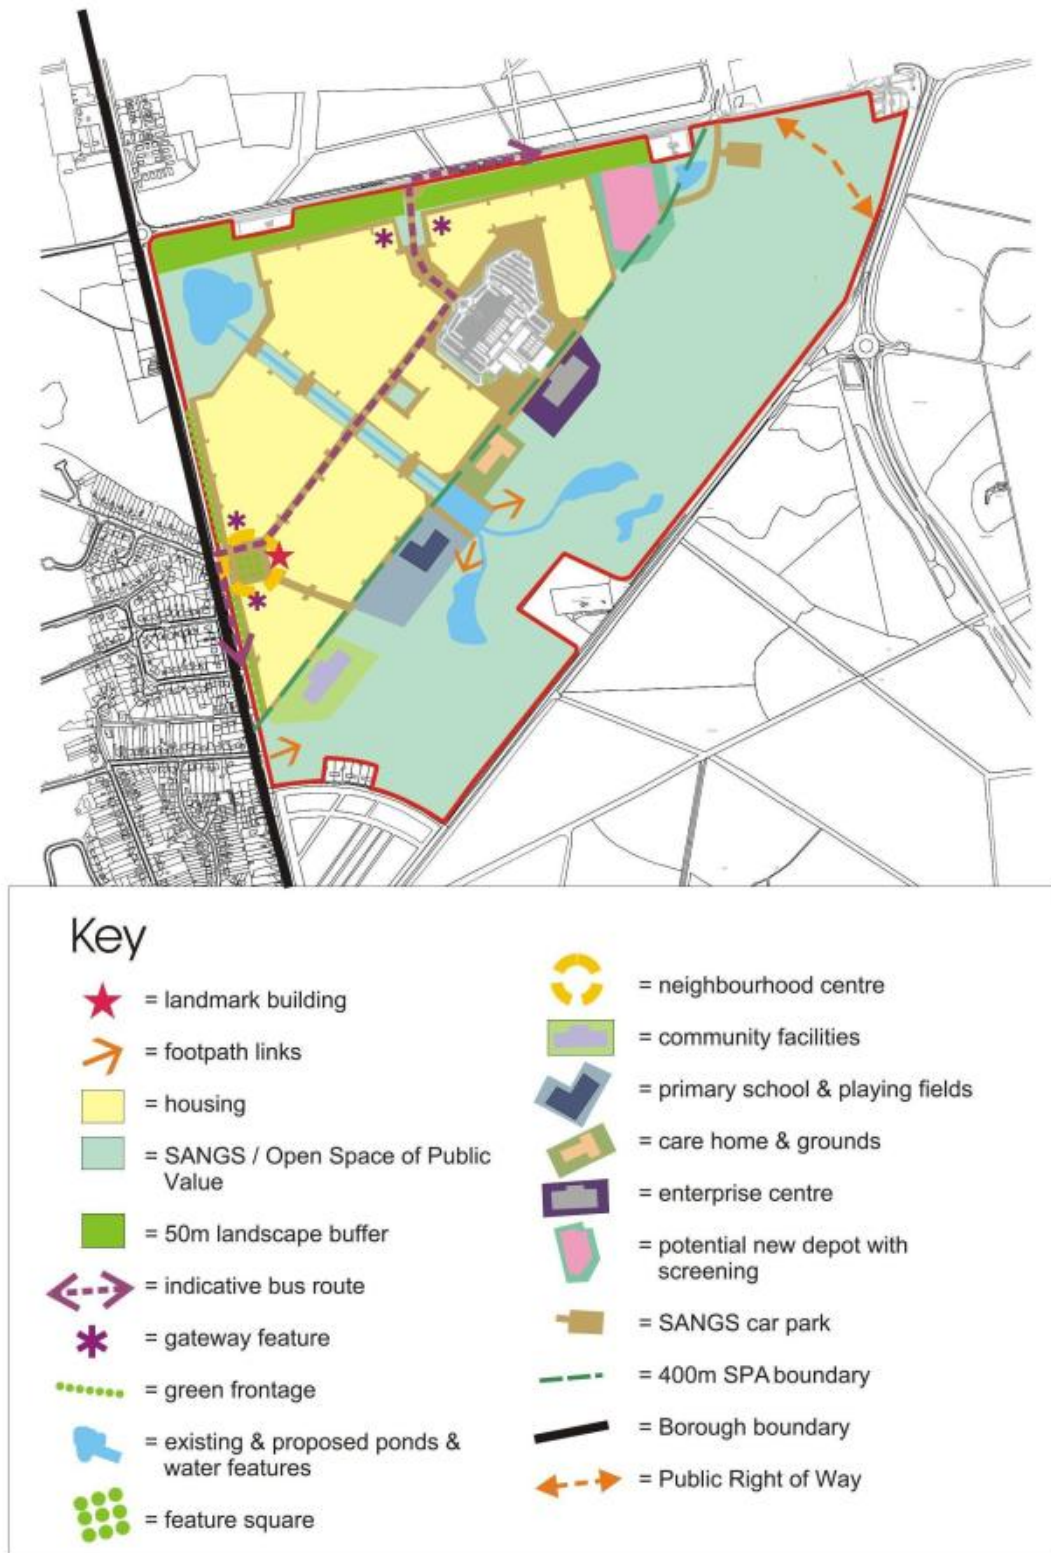 Key
= landmark building
= footpath links
= housing
= SANGS / Open Space of Public
Value
= 50m landscape buffer
= indicative bus route
= gateway feature
= green frontage
= existing & proposed ponds &
water features
= feature square
= neighbourhood centre
= community facilities
= primary school & playing fields
= care home & grounds
= enterprise centre
= potential new depot with
screening
= SANGS car park
= 400m SPA boundary
= Borough boundary
= Public Right of Way